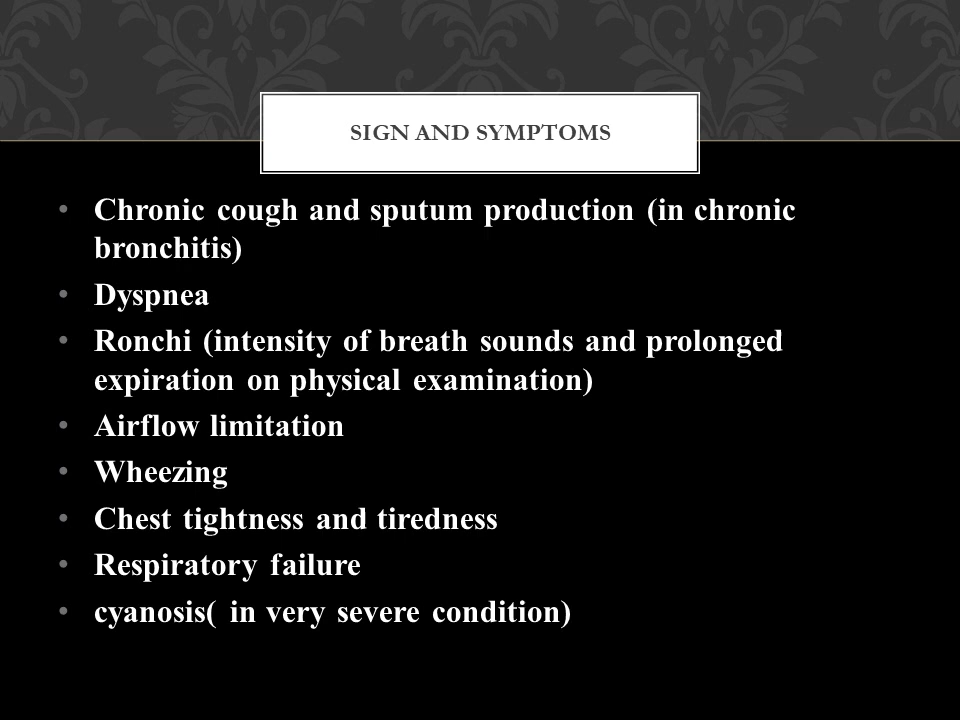 SIGN AND SYMPTOMS
• Chronic cough and sputum production (in chronic
bronchitis)
• Dyspnea
• Ronchi (intensity of breath sounds and prolonged
expiration on physical examination)
• Airflow limitation
• Wheezing
• Chest tightness and tiredness
• Respiratory failure
• cyanosis( in very severe condition)